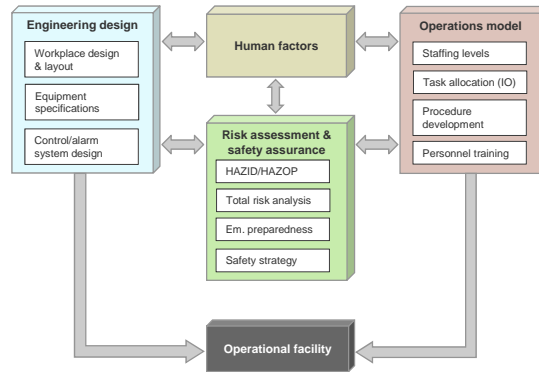 Engineering design
Workplace design
& layout
Equipment
specifications
Control/alarm
system design
Human factors
Risk assessment &
safety assurance
HAZID/HAZOP
Total risk analysis
Em. preparedness
Safety strategy
Operations model
Staffing levels
Task allocation (IO)
Procedure
development
Personnel training
Operational facility